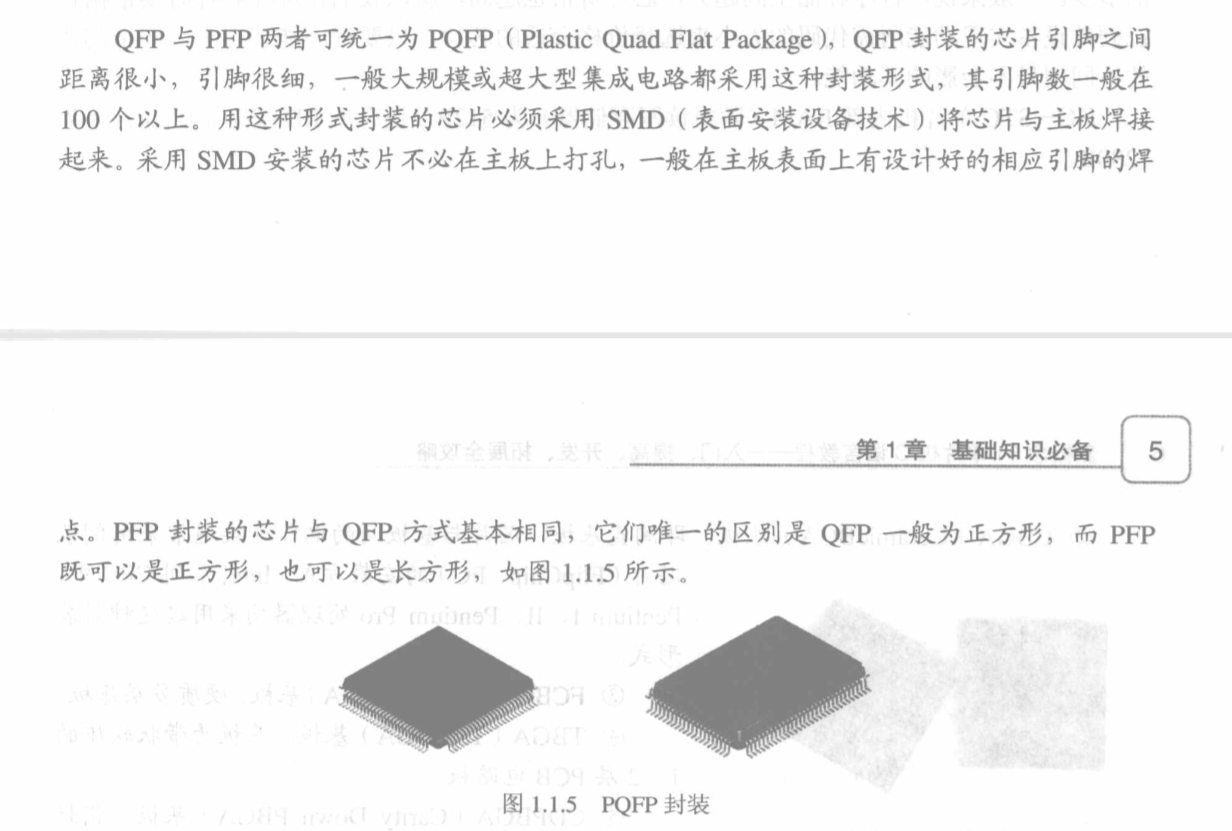 QFP 与 PFP 两者可统一为 PQFP（Plastic Quad Flat Package），QFP 封装的芯片引脚之间
距离很小，引脚很细，一般大规模或超大型集成电路都采用这种封装形式，其引脚数一般在
100 个以上。用这种形式封装的芯片必须采用 SMD（表面安装设备技术）将芯片与主板焊接
起来。采用 SMD 安装的芯片不必在主板上打孔，一般在主板表面上有设计好的相应引脚的焊
第 1 章 基础知识必备 5
点。PFP 封装的芯片与 QFP 方式基本相同，它们唯一的区别是 QFP 一般为正方形，而 PFP
既可以是正方形，也可以是长方形，如图 1.1.5 所示。
图 1.1.5 PQFP 封装